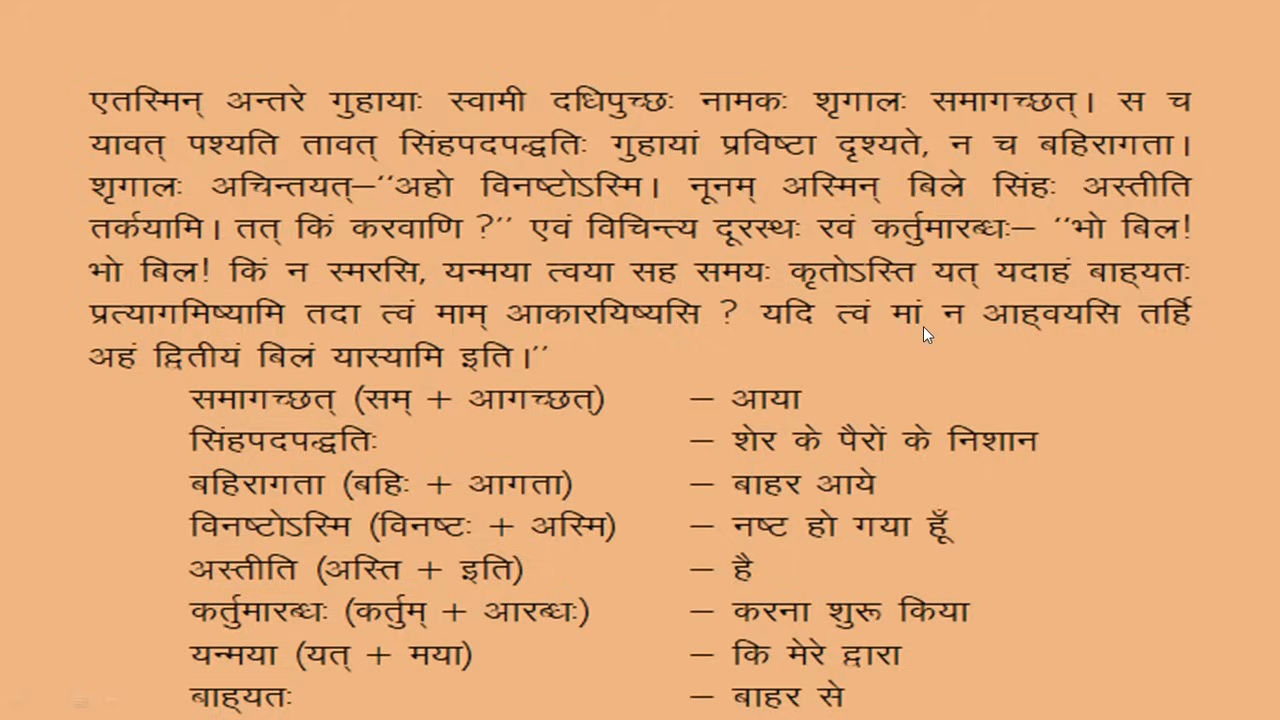 एतस्मिन् अन्तरे गुहायाः स्वामी दधिपुच्छः नामकः शृगालः समागच्छत्। स च
यावत् पश्यति तावत् सिंहपदपद्धतिः गुहायां प्रविष्टा दृश्यते, न च बहिरागता।
शृगालः अचिन्तयत्–‘‘अहो विनष्टोऽस्मि। नूनम् अस्मिन् बिले सिंहः अस्तीति
तर्कयामि। तत् किं करवाणि ?’’ एवं विचिन्त्य दूरस्थः रवं कर्तुमारब्धः– ‘‘भो बिल!
भो बिल! किं न स्मरसि, यन्मया त्वया सह समयः कृतोऽस्ति यत् यदाहं बाह्यतः
प्रत्यागमिष्यामि तदा त्वं माम् आकारयिष्यसि ? यदि त्वं मां न आह्वयसि तर्हि
अहं द्वितीयं बिलं यास्यामि इति।’’
समागच्छत् (सम् + आगच्छत्) – आया
सिंहपदपद्धतिः – शेर के पैरों के निशान
बहिरागता (बहिः + आगता) – बाहर आये
विनष्टोऽस्मि (विनष्टः + अस्मि) – नष्ट हो गया हूँ
अस्तीति (अस्ति + इति) – है
कर्तुमारब्धः (कर्तुम् + आरब्धः) – करना शुरू किया
यन्मया (यत् + मया) – कि मेरे द्वारा
बाह्यतः – बाहर से